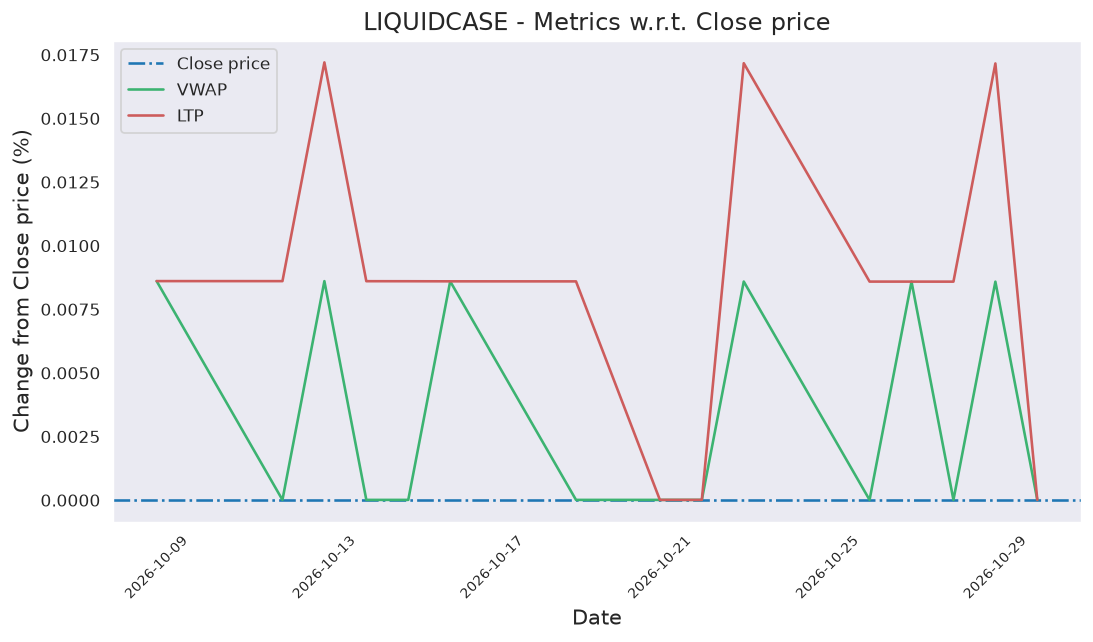 LIQUIDCASE - Metrics w.r.t. Close price
Close price
VWAP
LTP
Change from Close price (%)
0.0175
0.0150
0.0125
0.0100
0.0075
0.0050
0.0025
0.0000
2026-10-09
2026-10-13
2026-10-17
2026-10-21
2026-10-25
2026-10-29
Date